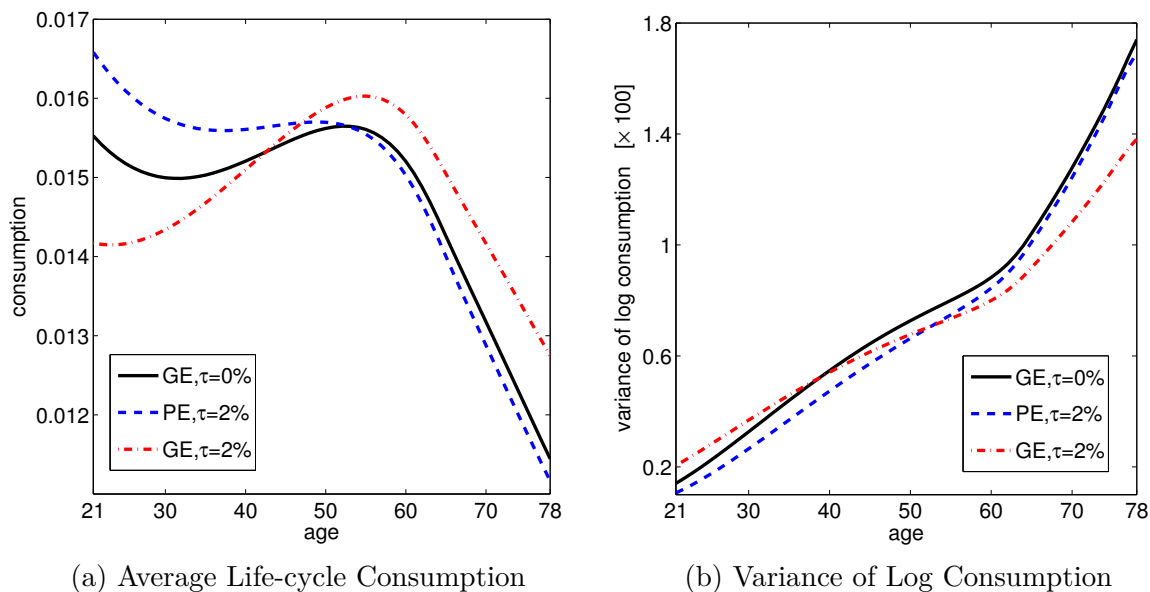 0.017
0.016
0.015
0.014
0.013
0.012
consumption
21 30 40 50 60 70 78
age
GE,τ=0%
PE,τ=2%
GE,τ=2%
(a) Average Life-cycle Consumption
1.8
1.4
1
0.6
0.2
variance of log consumption [× 100]
21 30 40 50 60 70 78
age
GE,τ=0%
PE,τ=2%
GE,τ=2%
(b) Variance of Log Consumption